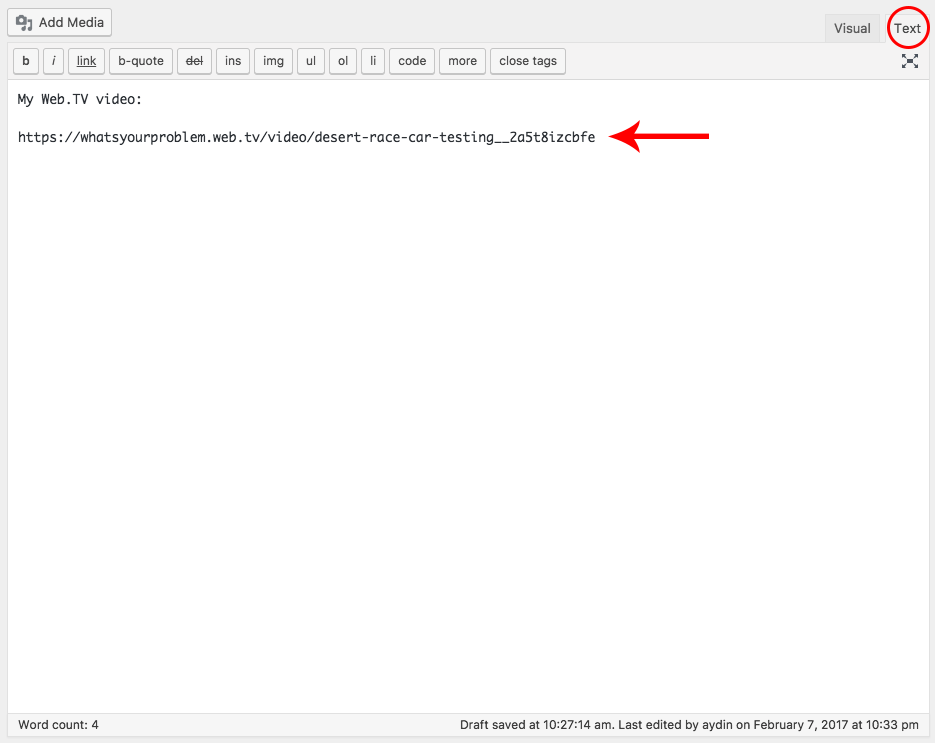 Add Media
Visual Text
b i link b-quote del ins img ul ol li code more close tags
My Web.TV video:
https://whatsyourproblem.web.tv/video/desert-race-car-testing__2a5t8izcbfe
Word count: 4 Draft saved at 10:27:14 am. Last edited by aydin on February 7, 2017 at 10:33 pm